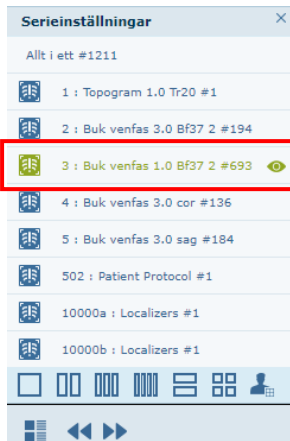 Serieinställningar
Allt i ett #1211
1 : Topogram 1.0 Tr20 #1
2 : Buk venfas 3.0 Bf37 2 #194
3 : Buk venfas 1.0 Bf37 2 #693
4 : Buk venfas 3.0 cor #136
5 : Buk venfas 3.0 sag #184
502 : Patient Protocol #1
10000a : Localizers #1
10000b : Localizers #1